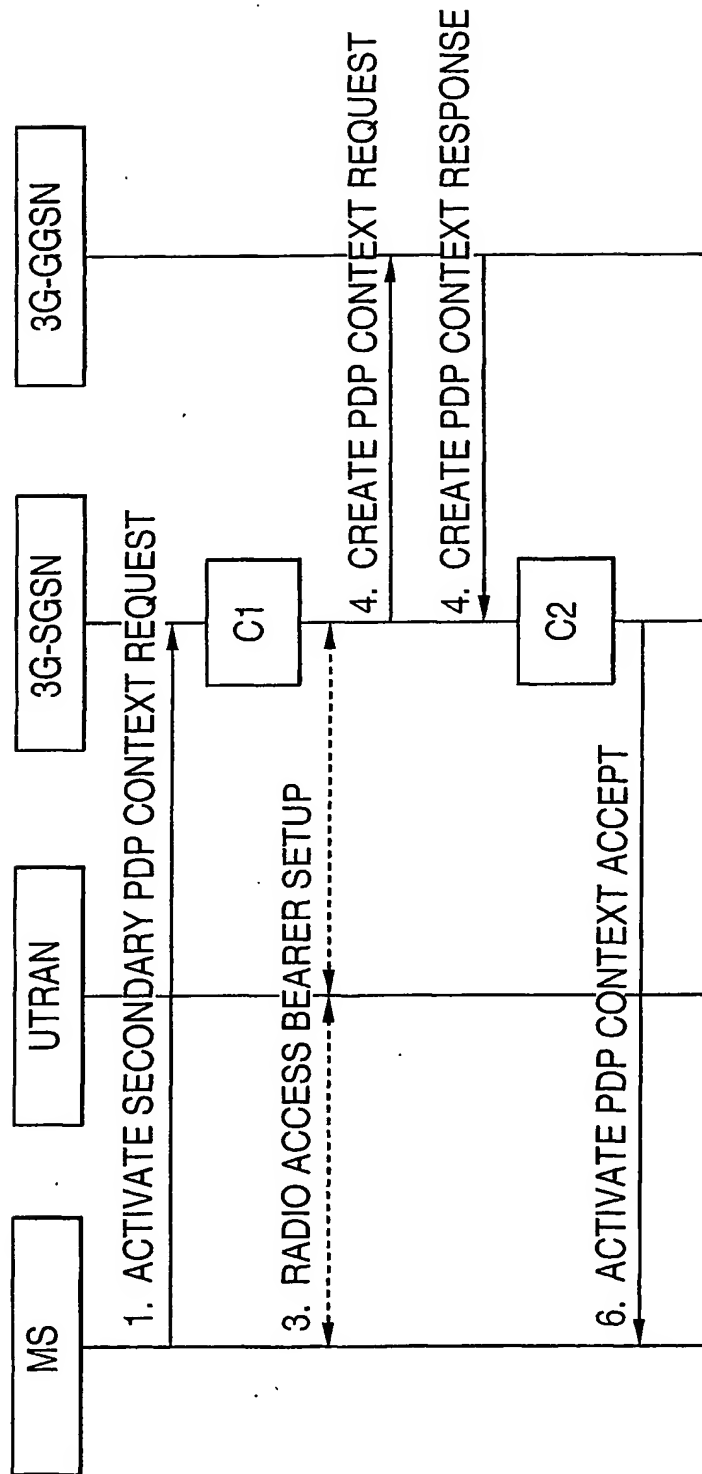 MS
UTRAN
3G-SGSN
3G-GGSN
1. ACTIVATE SECONDARY PDP CONTEXT REQUEST
C1
3. RADIO ACCESS BEARER SETUP
4. CREATE PDP CONTEXT REQUEST
4. CREATE PDP CONTEXT RESPONSE
C2
6. ACTIVATE PDP CONTEXT ACCEPT